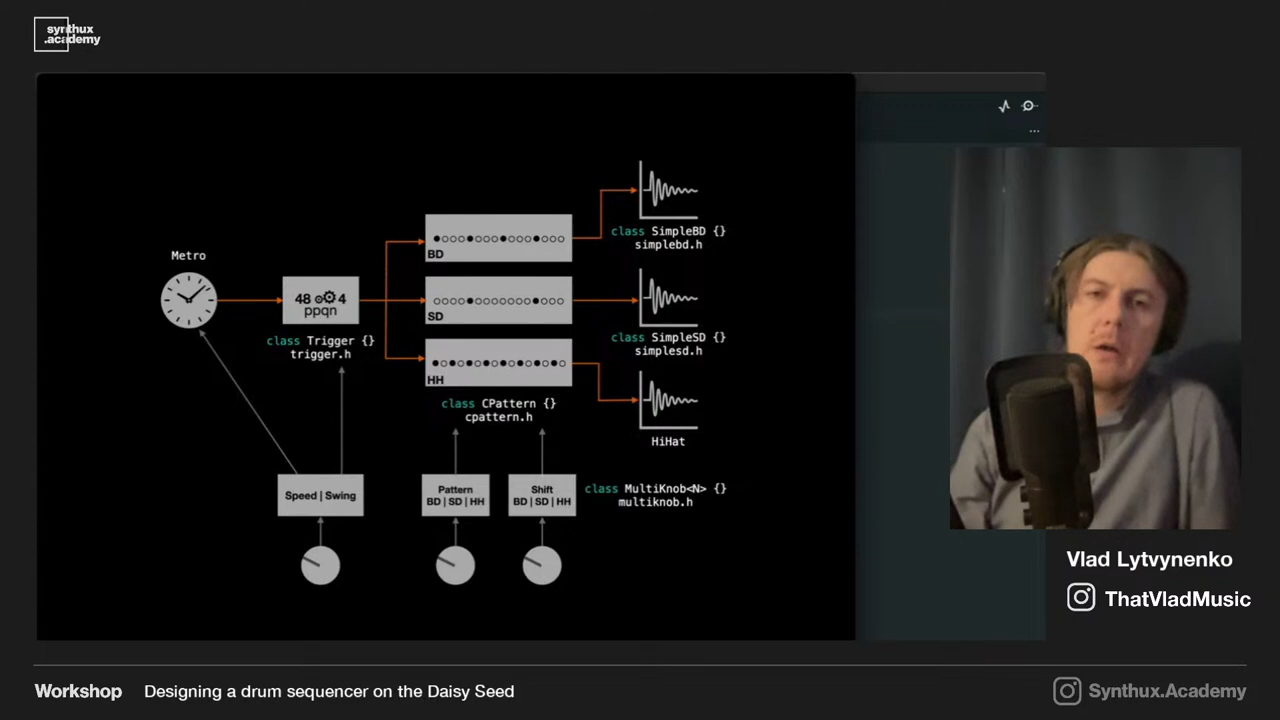 synthux
.academy
Metro
48 4
ppqn
class Trigger {}
trigger.h
BD
SD
HH
class CPattern {}
cpattern.h
class SimpleBD {}
simplebd.h
class SimpleSD {}
simplesd.h
HiHat
Speed | Swing
Pattern
BD | SD | HH
Shift
BD | SD | HH
class MultiKnob<N> {}
multiknob.h
Vlad Lytvynenko
ThatVladMusic
Workshop Designing a drum sequencer on the Daisy Seed
Synthux.Academy